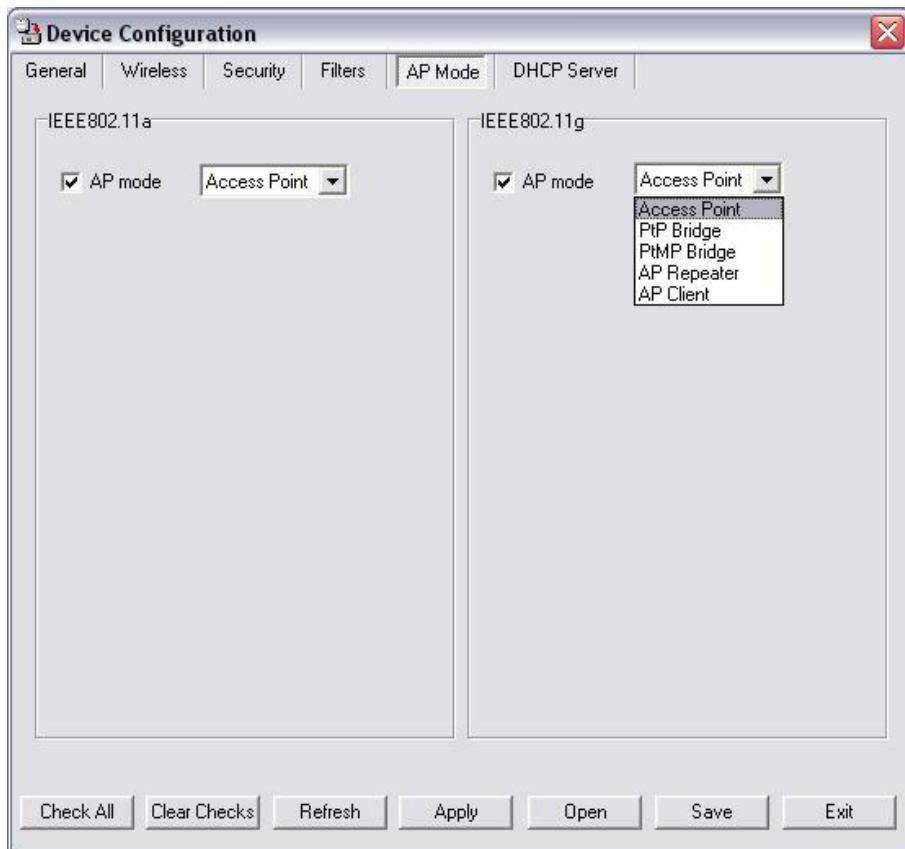 Device Configuration
General Wireless Security Filters AP Mode DHCP Server
IEEE802.11a
AP mode Access Point
IEEE802.11g
AP mode Access Point
Access Point
PtP Bridge
PtMP Bridge
AP Repeater
AP Client
Check All Clear Checks Refresh Apply Open Save Exit